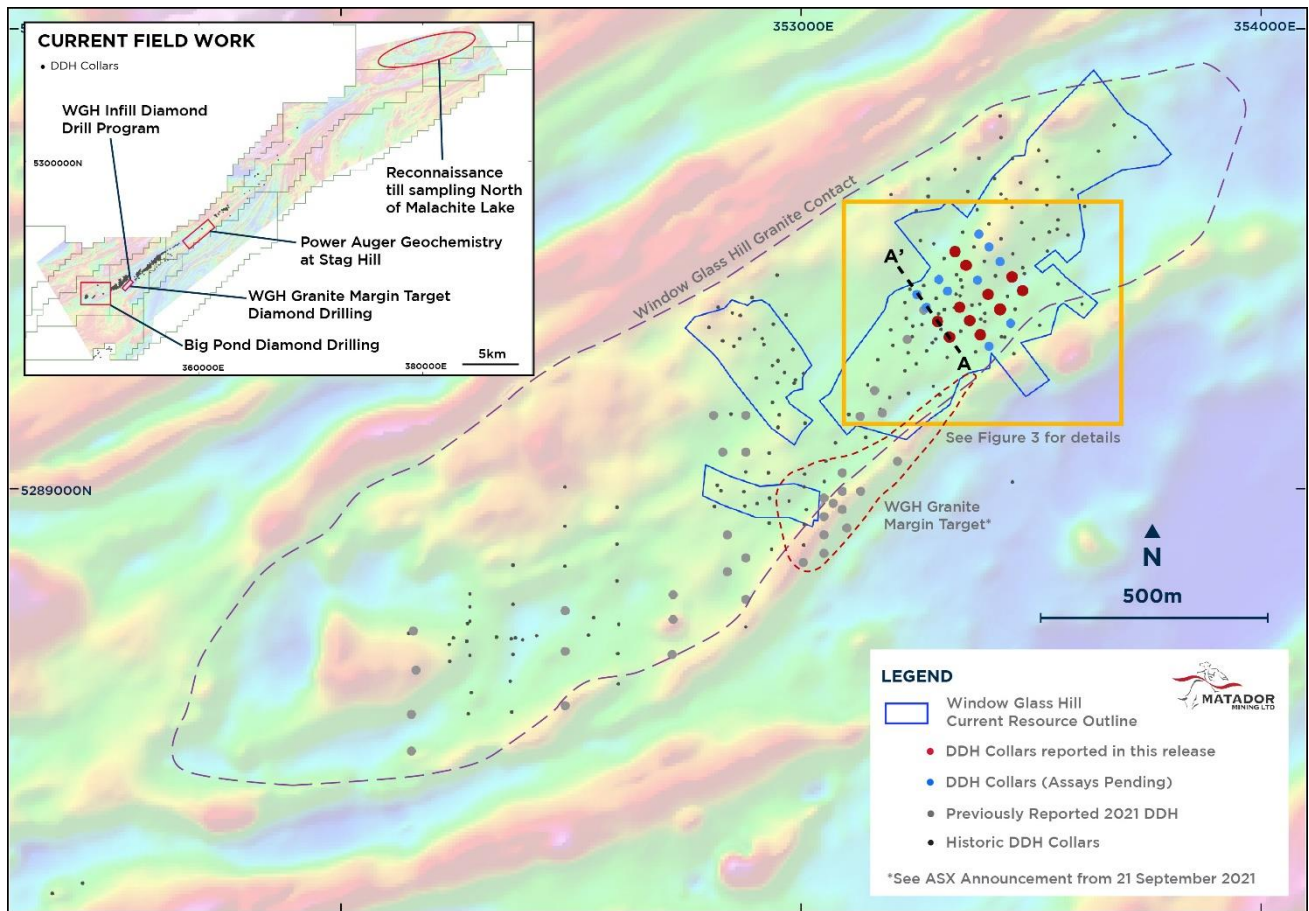 353000E
354000E
CURRENT FIELD WORK
• DDH Collars
WGH Infill Diamond
Drill Program
5300000N
Reconnaissance
till sampling North
of Malachite Lake
Power Auger Geochemistry
at Stag Hill
WGH Granite Margin Target
Diamond Drilling
Big Pond Diamond Drilling
360000E
380000E
5km
Window Glass Hill Granite Contact
A'
A
See Figure 3 for details
5289000N
WGH Granite
Margin Target*
N
500m
LEGEND
MATADOR
MINING LTD
Window Glass Hill
Current Resource Outline
DDH Collars reported in this release
DDH Collars (Assays Pending)
Previously Reported 2021 DDH
Historic DDH Collars
*See ASX Announcement from 21 September 2021